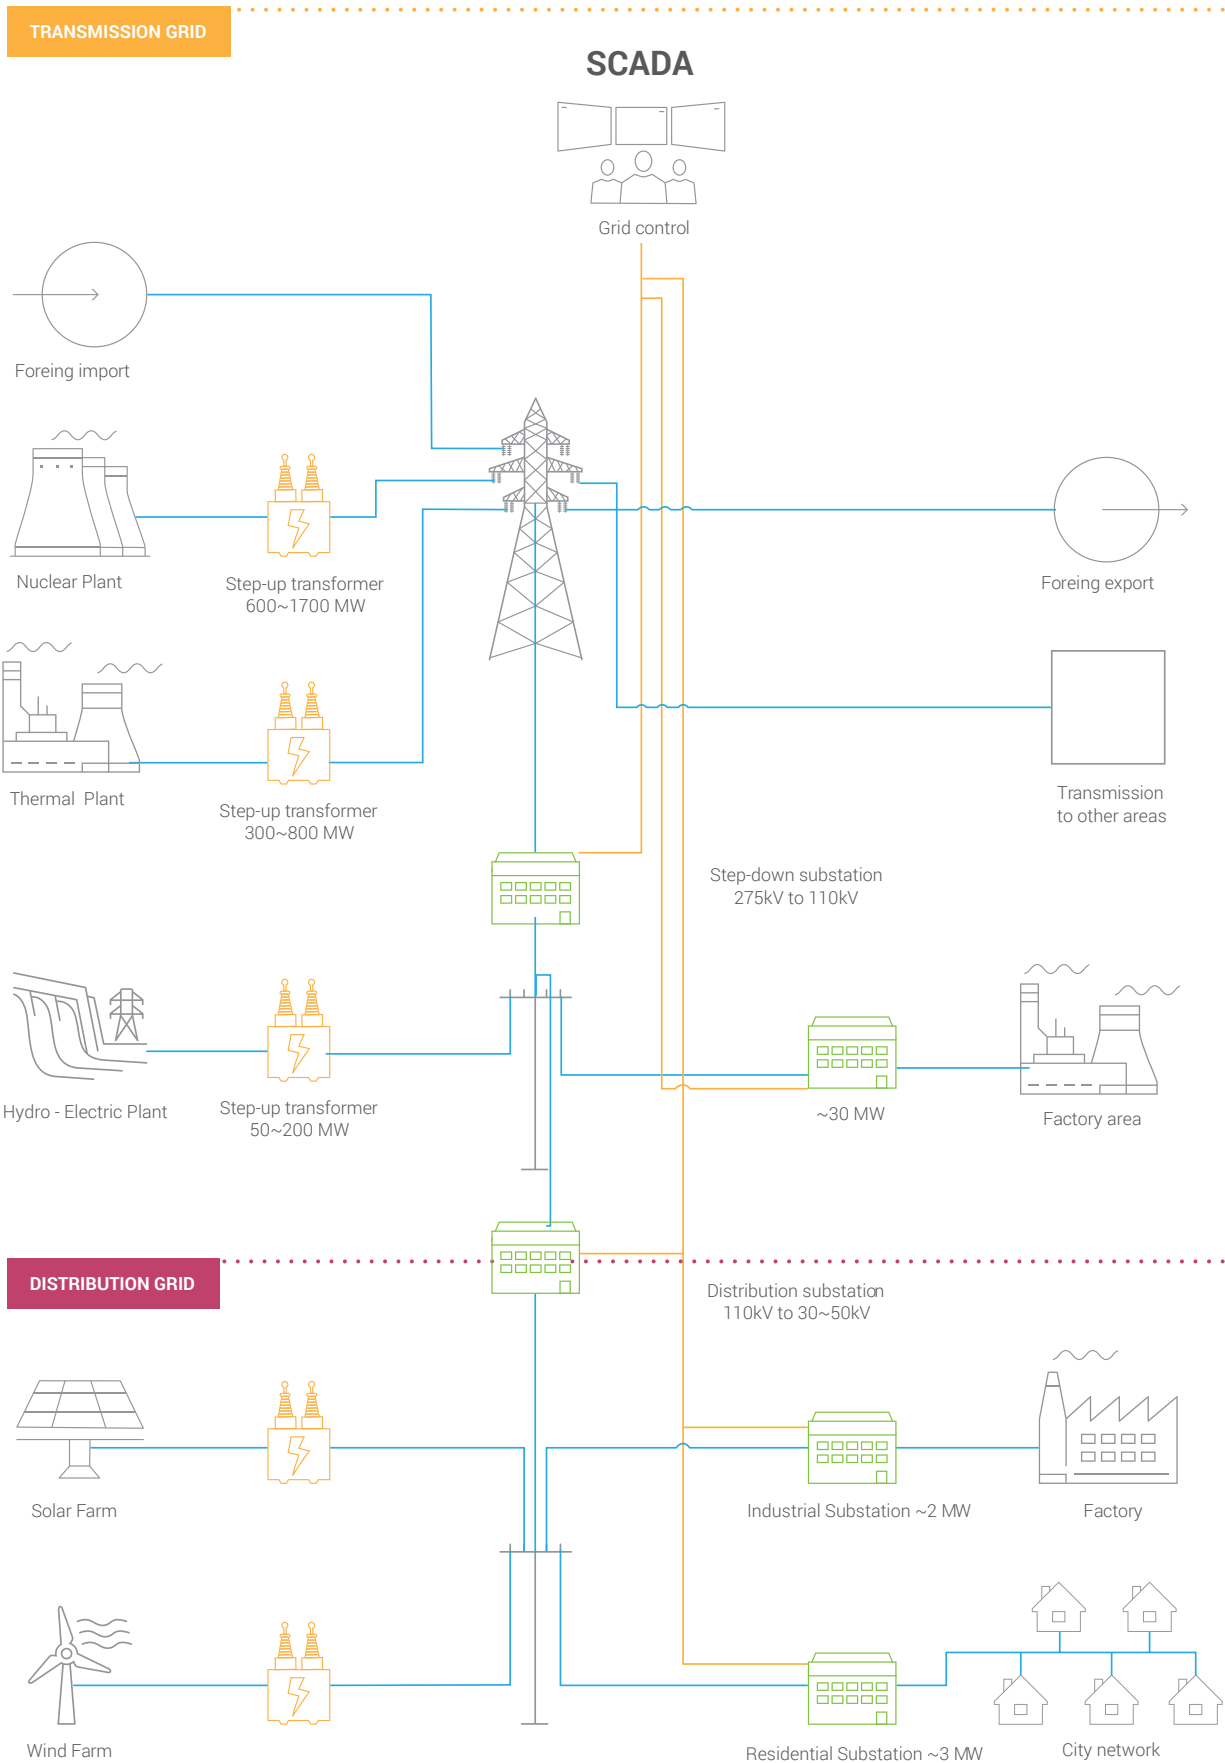 TRANSMISSION GRID
SCADA
Grid control
Foreing import
Nuclear Plant
Step-up transformer
600~1700 MW
Foreing export
Thermal Plant
Step-up transformer
300~800 MW
Transmission
to other areas
Step-down substation
275kV to 110kV
Hydro - Electric Plant
Step-up transformer
50~200 MW
~30 MW
Factory area
DISTRIBUTION GRID
Distribution substation
110kV to 30~50kV
Solar Farm
Industrial Substation ~2 MW
Factory
Wind Farm
Residential Substation ~3 MW
City network